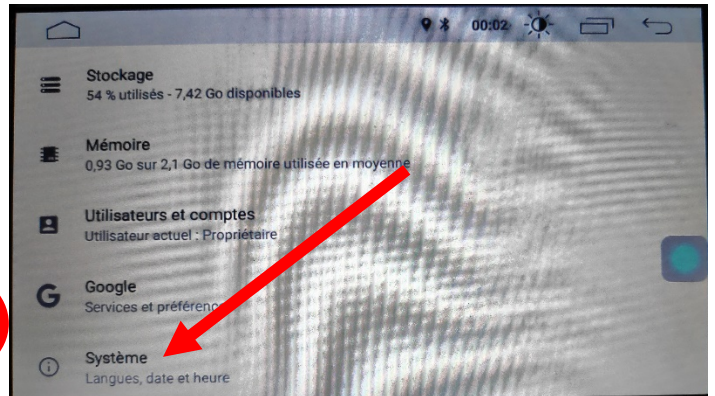 00:02
Stockage
54 % utilisés - 7,42 Go disponibles
Mémoire
0,93 Go sur 2,1 Go de mémoire utilisée en moyenne
Utilisateurs et comptes
Utilisateur actuel : Propriétaire
Google
Services et
Système
Langues, date et heure